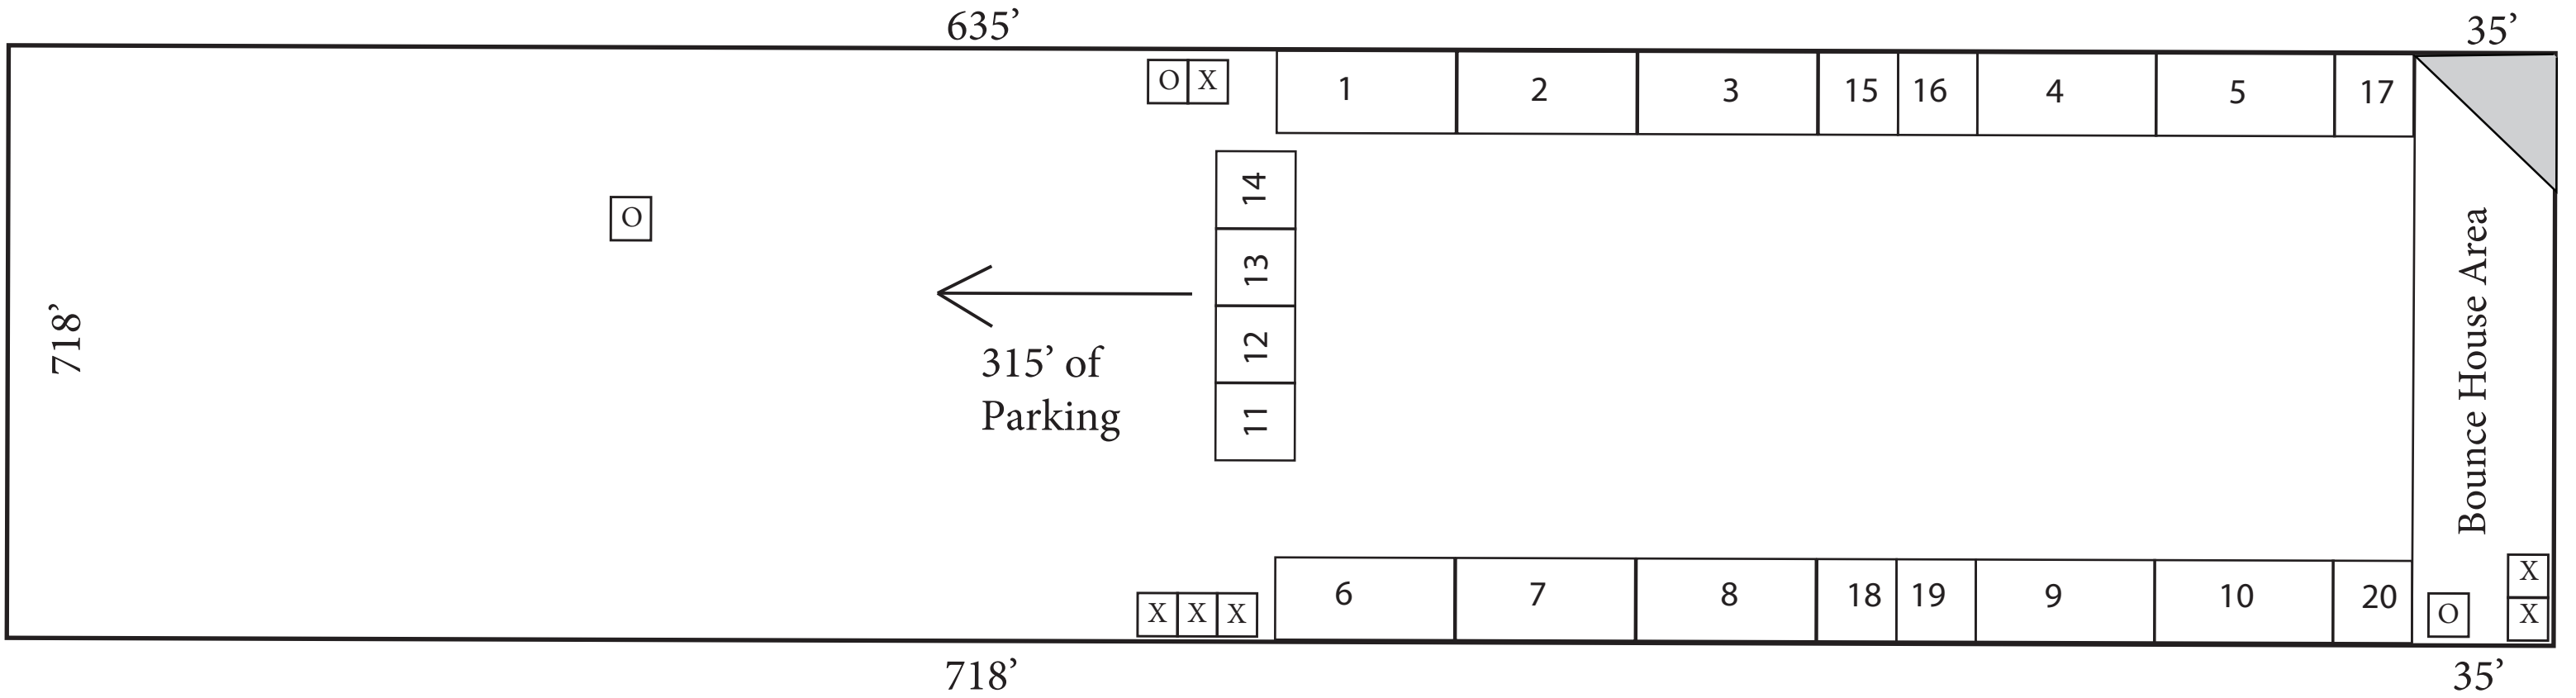 635’
35’
O X
1 2 3 15 16 4 5 17
14
O
13
718’
315’ of
Parking
12
11
Bounce House Area
X X X
6 7 8 18 19 9 10 20
O
X
X
718’
35’